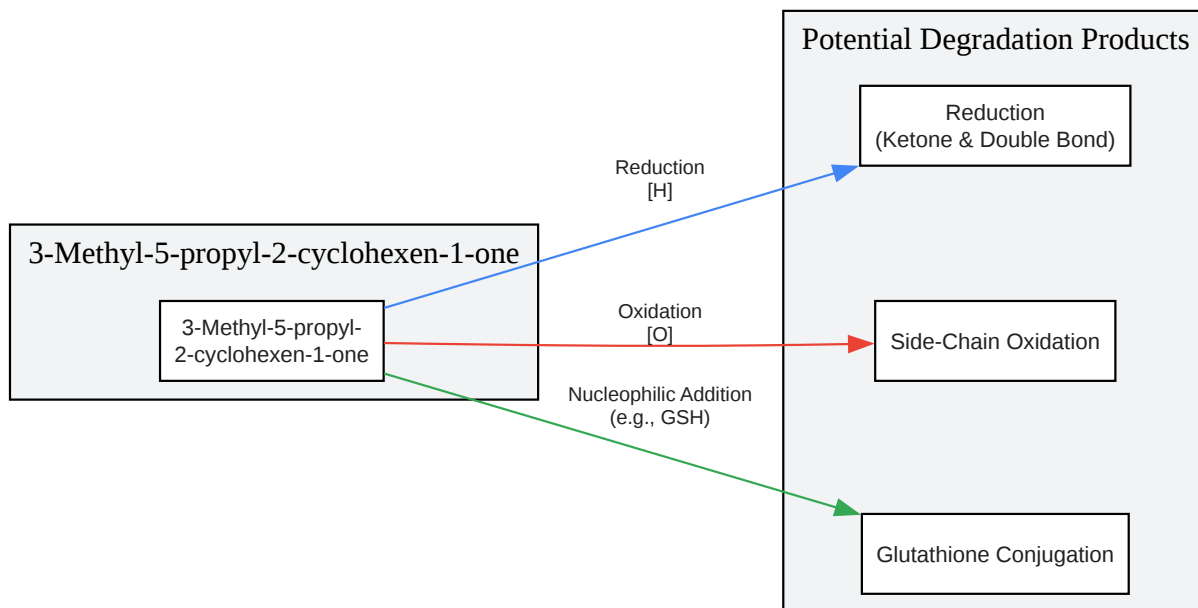 Potential Degradation Products
Reduction
(Ketone & Double Bond)
Reduction
[H]
3-Methyl-5-propyl-2-cyclohexen-1-one
3-Methyl-5-propyl-
2-cyclohexen-1-one
Oxidation
[O]
Side-Chain Oxidation
Nucleophilic Addition
(e.g., GSH)
Glutathione Conjugation